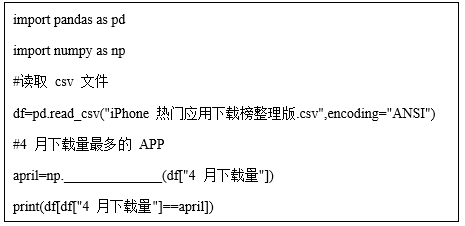 import pandas as pd
import numpy as np
#读取 csv 文件
df=pd.read_csv("iPhone 热门应用下载榜整理版.csv",encoding="ANSI")
#4 月下载量最多的 APP
april=np.______________(df["4 月下载量"])
print(df[df["4 月下载量"]==april])